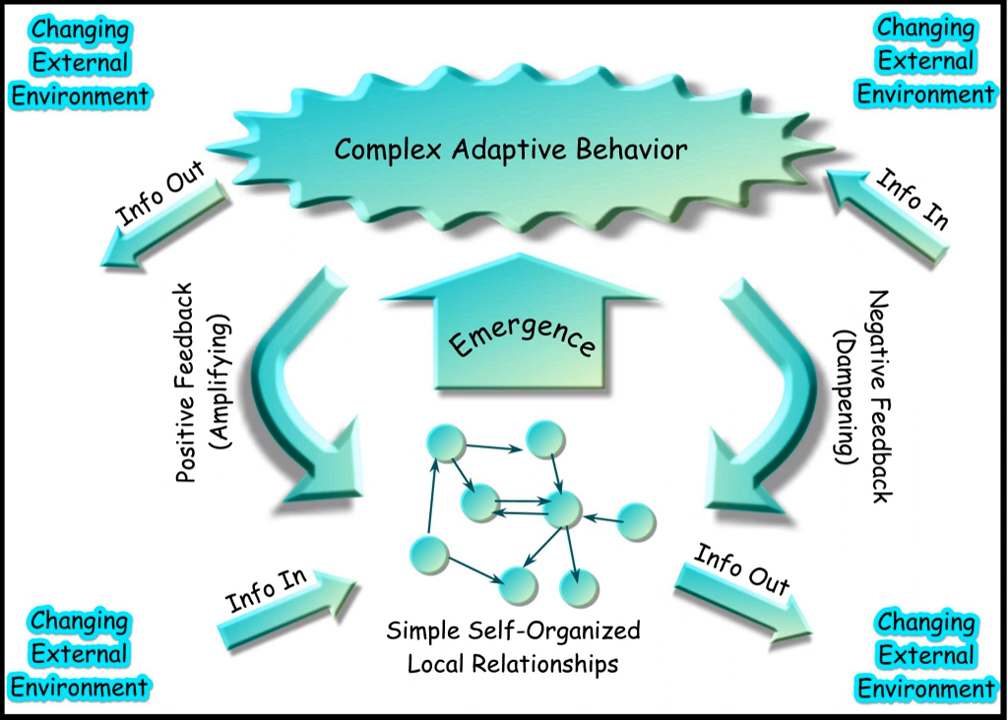 Changing
External
Environment
Changing
External
Environment
Complex Adaptive Behavior
Info Out
Info In
Positive Feedback
(Amplifying)
Emergence
Negative Feedback
(Dampening)
Info In
Info Out
Simple Self-Organized
Local Relationships
Changing
External
Environment
Changing
External
Environment